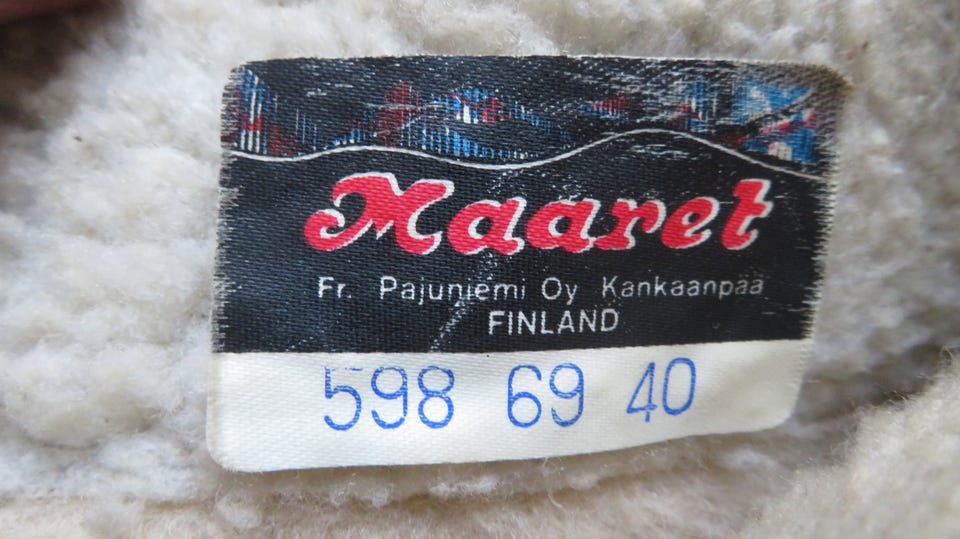 Maaret
Fr. Pajuniemi Oy Kankaanpää
FINLAND
598 69 40